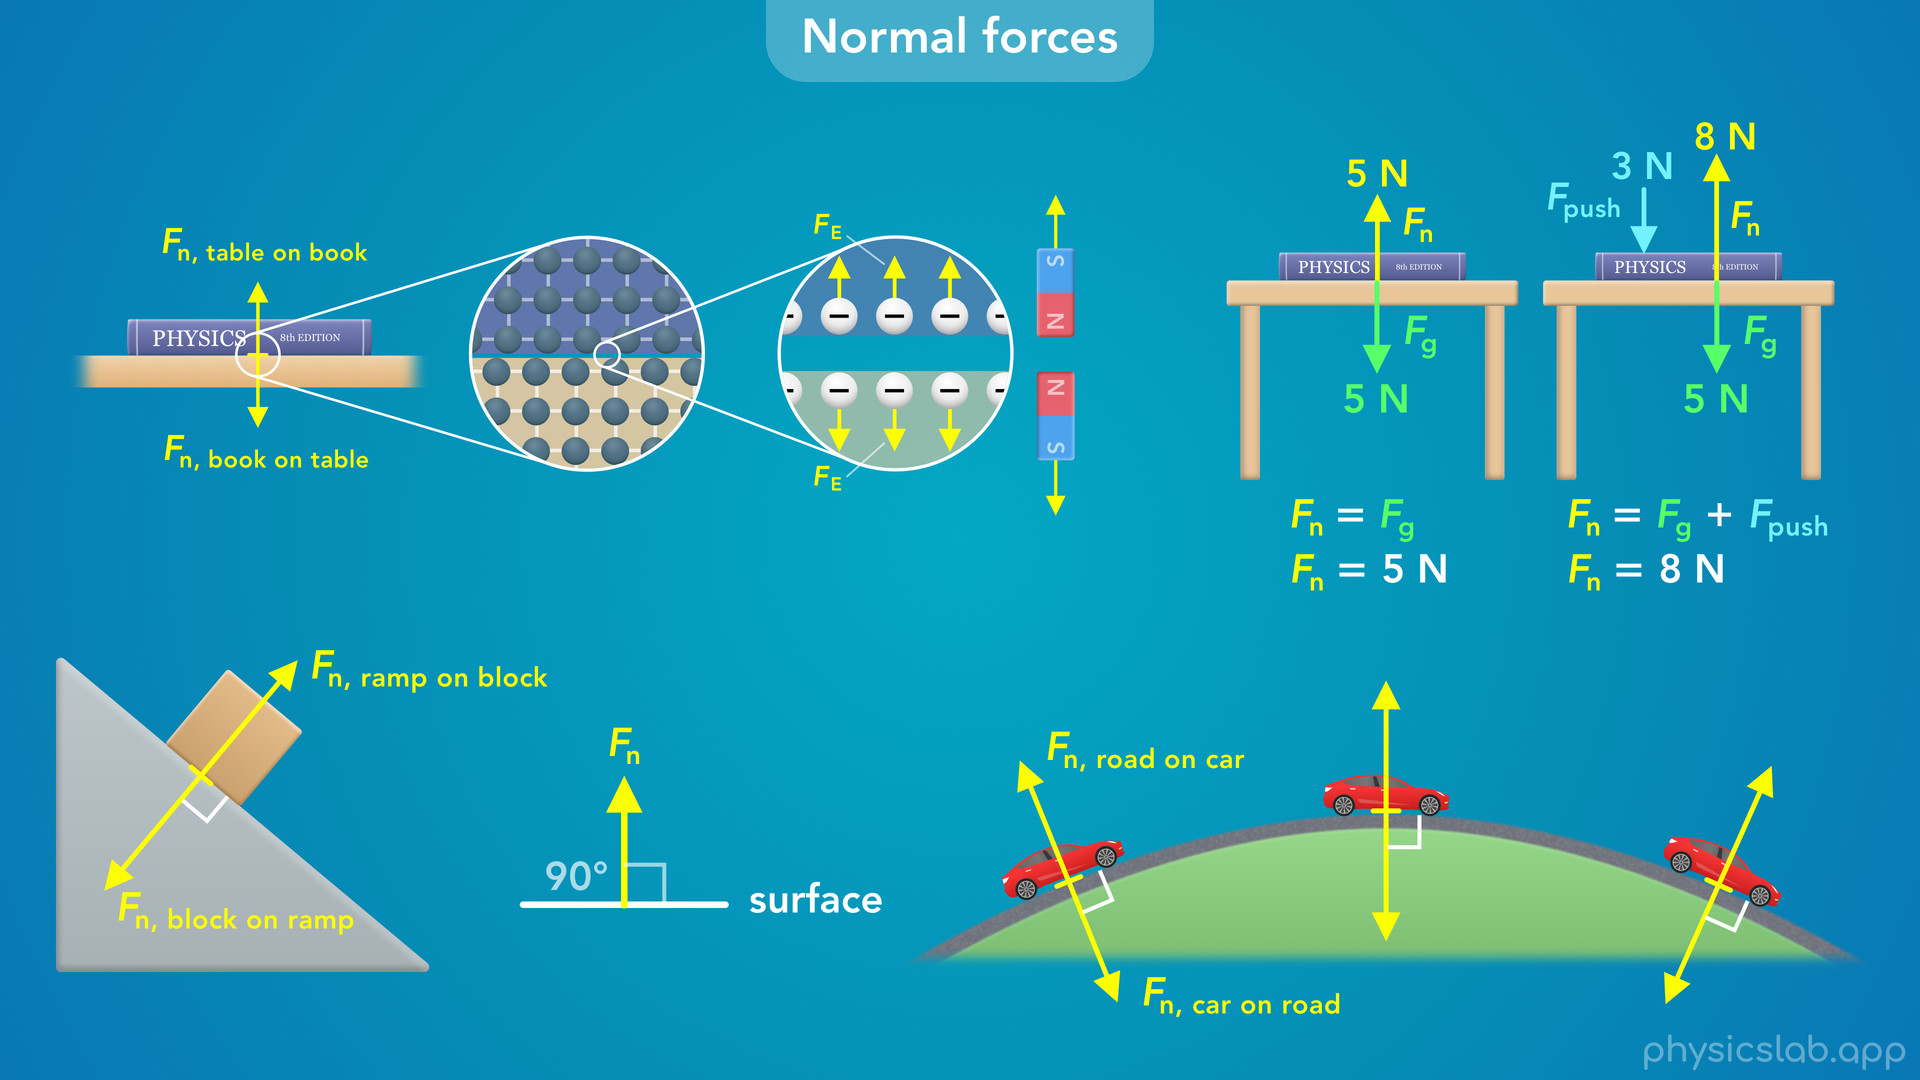 Normal forces
Fn, table on book
PHYSICS 8th EDITION
Fn, book on table
FE
FE
S
N
N
S
5 N
Fn
PHYSICS 8th EDITION
Fg
5 N
Fn = Fg
Fn = 5 N
8 N
3 N
Fpush
Fn
PHYSICS 8th EDITION
Fg
5 N
Fn = Fg + Fpush
Fn = 8 N
Fn, ramp on block
Fn, block on ramp
Fn
90°
surface
Fn, road on car
Fn, car on road
physicslab.app